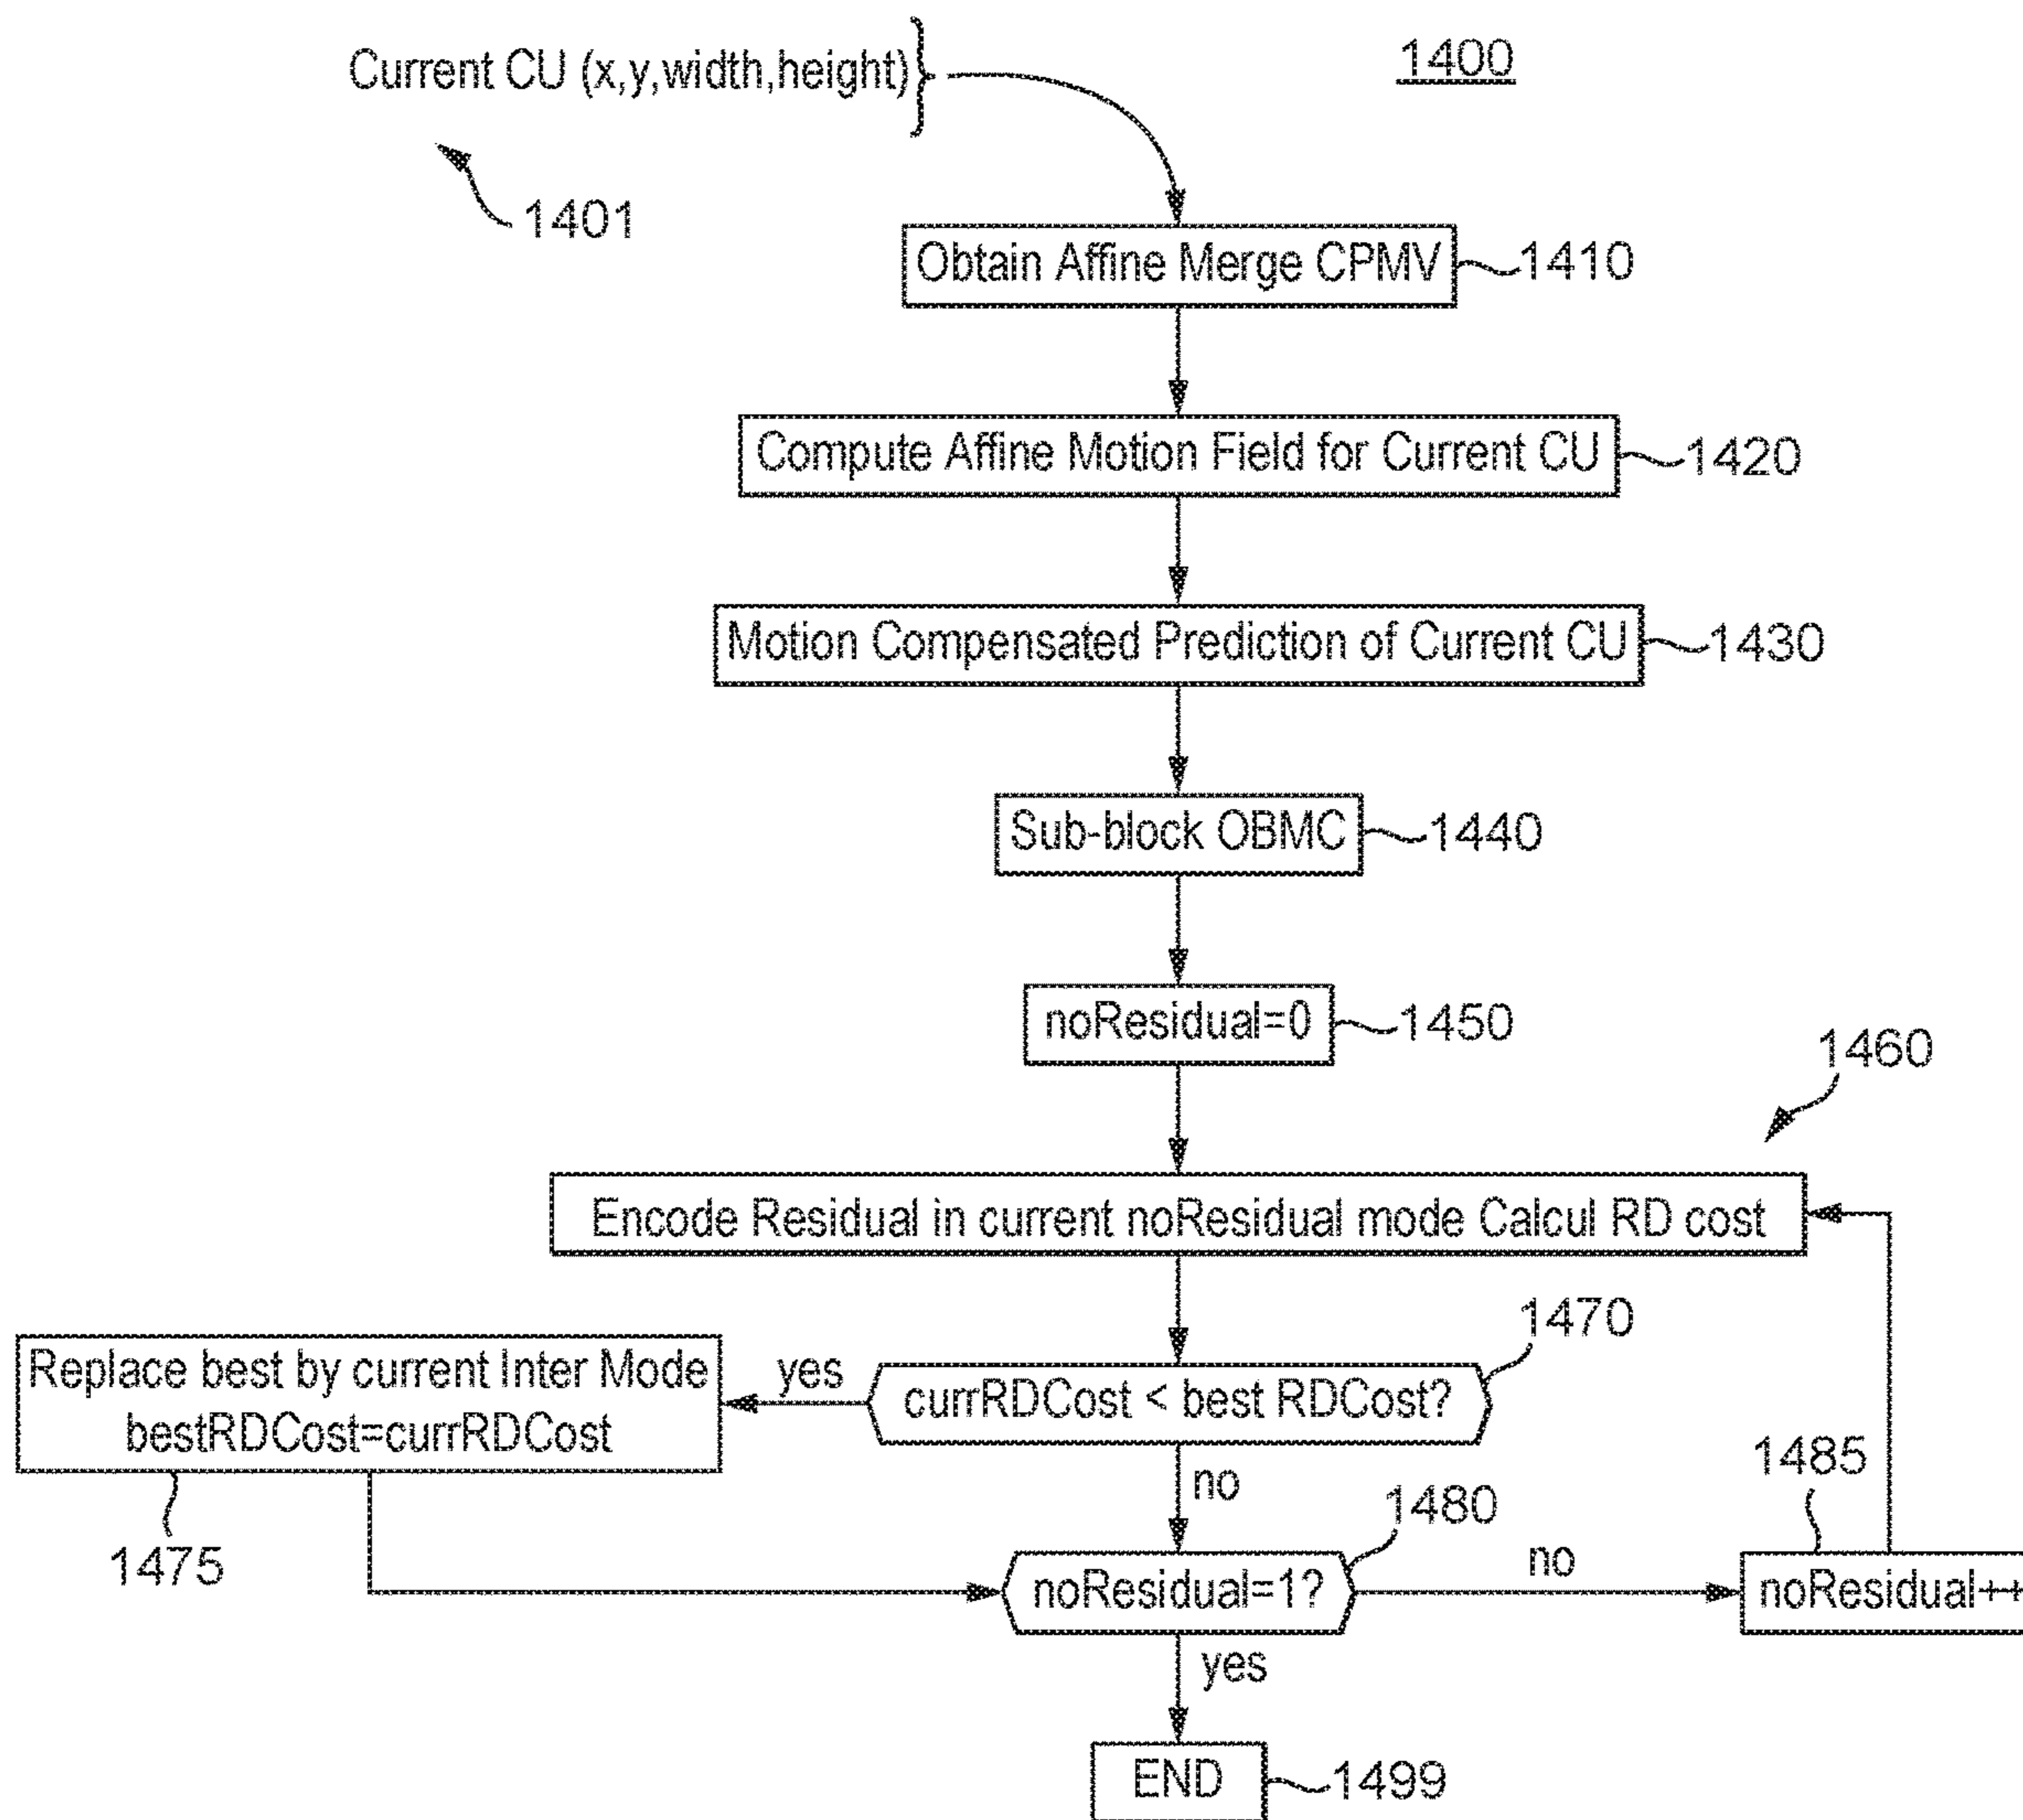 Current CU (x,y,width,height)
1400
1401
Obtain Affine Merge CPMV
1410
Compute Affine Motion Field for Current CU
1420
Motion Compensated Prediction of Current CU
1430
Sub-block OBMC
1440
noResidual=0
1450
1460
Encode Residual in current noResidual mode Calcul RD cost
1470
Replace best by current Inter Mode
bestRDCost=currRDCost
yes
currRDCost < best RDCost?
1475
no
1480
1485
noResidual=1?
no
noResidual++
yes
END
1499